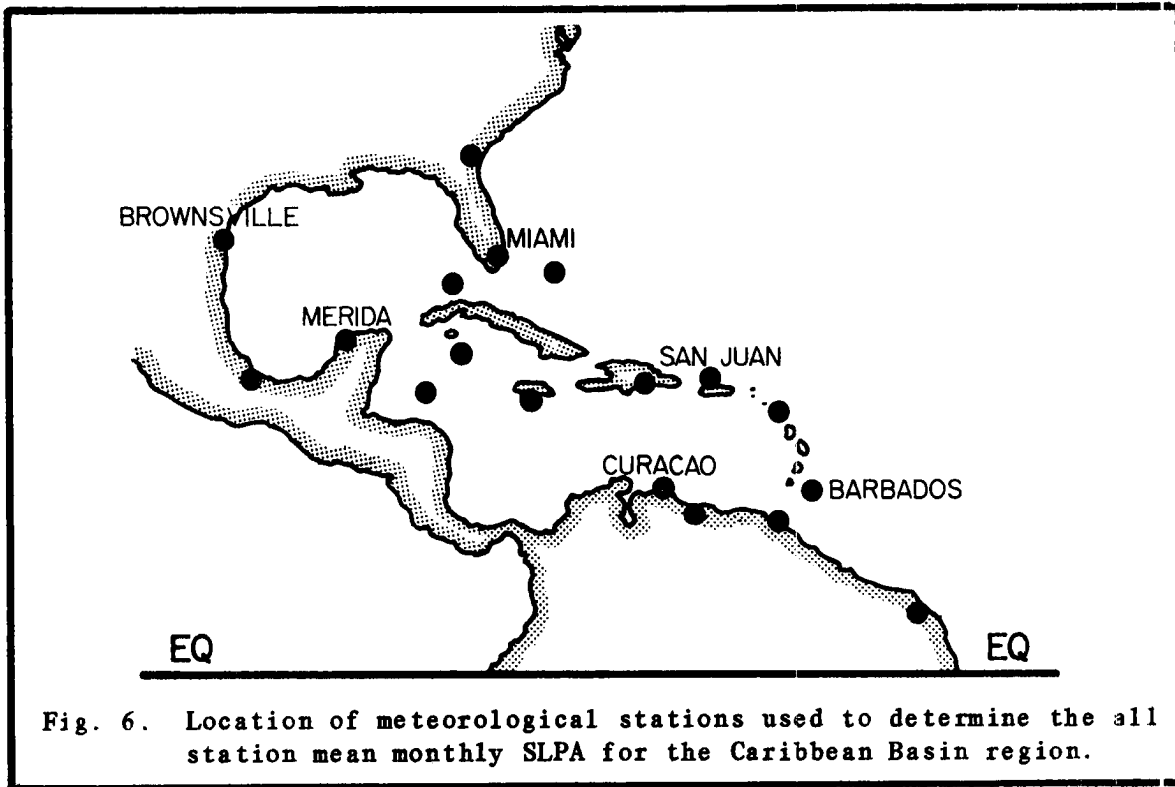 BROWNSVILLE
MIAMI
MERIDA
SAN JUAN
CURACAO
BARBADOS
EQ EQ
Fig. 6. Location of meteorological stations used to determine the all
station mean monthly SLPA for the Caribbean Basin region.